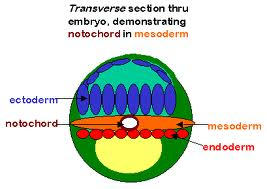 Transverse section thru
embryo, demonstrating
notochord in mesoderm
ectoderm
notochord
mesoderm
endoderm